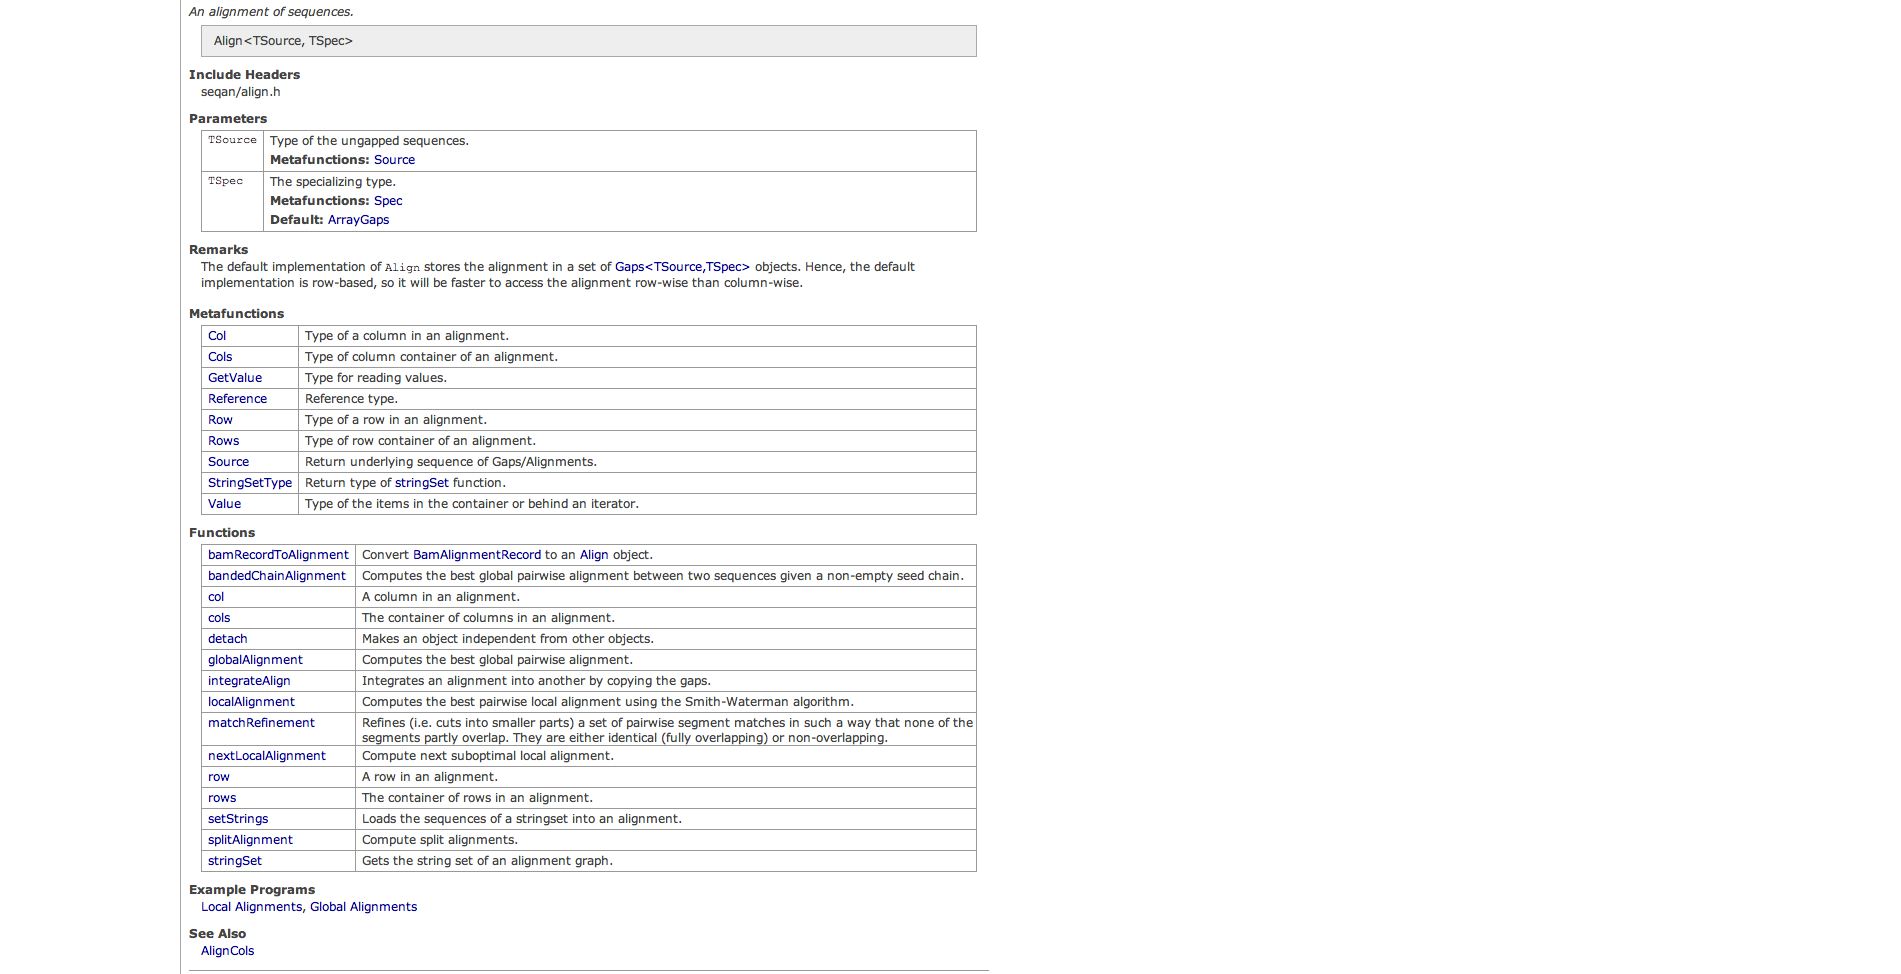 An alignment of sequences.
Align<TSource, TSpec>
Include Headers
seqan/align.h
Parameters
TSource Type of the ungapped sequences.
Metafunctions: Source
TSpec The specializing type.
Metafunctions: Spec
Default: ArrayGaps
Remarks
The default implementation of Align stores the alignment in a set of Gaps<TSource,TSpec> objects. Hence, the default
implementation is row-based, so it will be faster to access the alignment row-wise than column-wise.
Metafunctions
Col Type of a column in an alignment.
Cols Type of column container of an alignment.
GetValue Type for reading values.
Reference Reference type.
Row Type of a row in an alignment.
Rows Type of row container of an alignment.
Source Return underlying sequence of Gaps/Alignments.
StringSetType Return type of stringSet function.
Value Type of the items in the container or behind an iterator.
Functions
bamRecordToAlignment Convert BamAlignmentRecord to an Align object.
bandedChainAlignment Computes the best global pairwise alignment between two sequences given a non-empty seed chain.
col A column in an alignment.
cols The container of columns in an alignment.
detach Makes an object independent from other objects.
globalAlignment Computes the best global pairwise alignment.
integrateAlign Integrates an alignment into another by copying the gaps.
localAlignment Computes the best pairwise local alignment using the Smith-Waterman algorithm.
matchRefinement Refines (i.e. cuts into smaller parts) a set of pairwise segment matches in such a way that none of the
segments partly overlap. They are either identical (fully overlapping) or non-overlapping.
nextLocalAlignment Compute next suboptimal local alignment.
row A row in an alignment.
rows The container of rows in an alignment.
setStrings Loads the sequences of a stringset into an alignment.
splitAlignment Compute split alignments.
stringSet Gets the string set of an alignment graph.
Example Programs
Local Alignments, Global Alignments
See Also
AlignCols